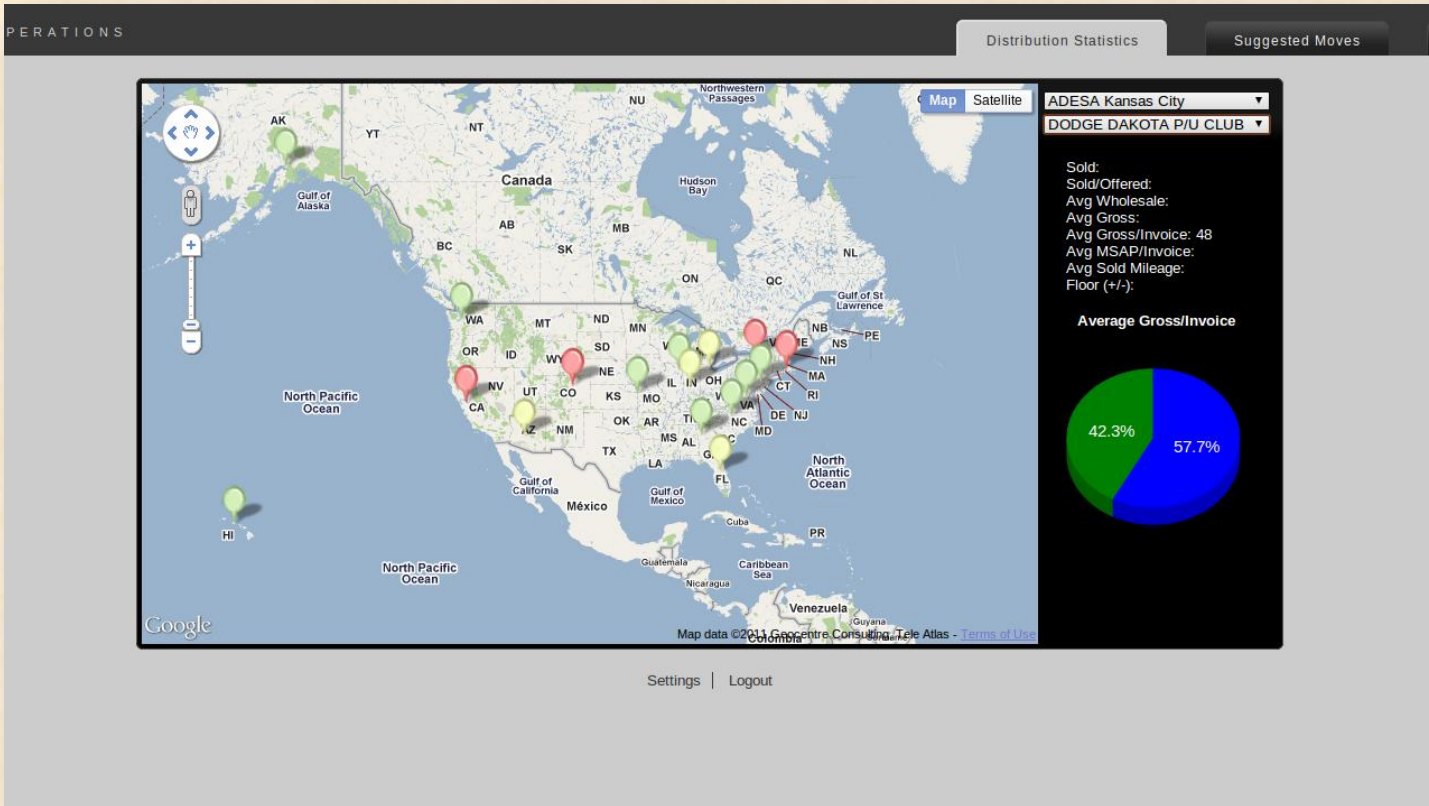 PERATIONS
Distribution Statistics
Suggested Moves
Map
Satellite
ADESA Kansas City
DODGE DAKOTA P/U CLUB
Sold:
Sold/Offered:
Avg Wholesale:
Avg Gross:
Avg Gross/Invoice: 48
Avg MSAP/Invoice:
Avg Sold Mileage:
Floor (+/-):
Average Gross/Invoice
42.3%
57.7%
Northwestern
Passages
NU
AK
YT
NT
Canada
Hudson
Bay
Gulf of
Alaska
AB
MB
BC
SK
NL
ON
QC
Gulf of St
Lawrence
WA
MT
ND
MN
NB
PE
NS
OR
ID
WY
SD
ME
NH
NE
IL
IN
OH
MA
NV
UT
CO
KS
MO
CT
RI
CA
VA
DE
NJ
AZ
NM
OK
AR
NC
MD
MS
AL
TX
LA
FL
North Pacific
Ocean
North
Atlantic
Ocean
Gulf of
California
México
Gulf of
Mexico
Cuba
PR
HI
North Pacific
Ocean
Guatemala
Caribbean
Sea
Nicaragua
Venezuela
Guyana
Colombia
Google
Map data ©2011 Geocentre Consulting, Tele Atlas - Terms of Use
Settings
Logout